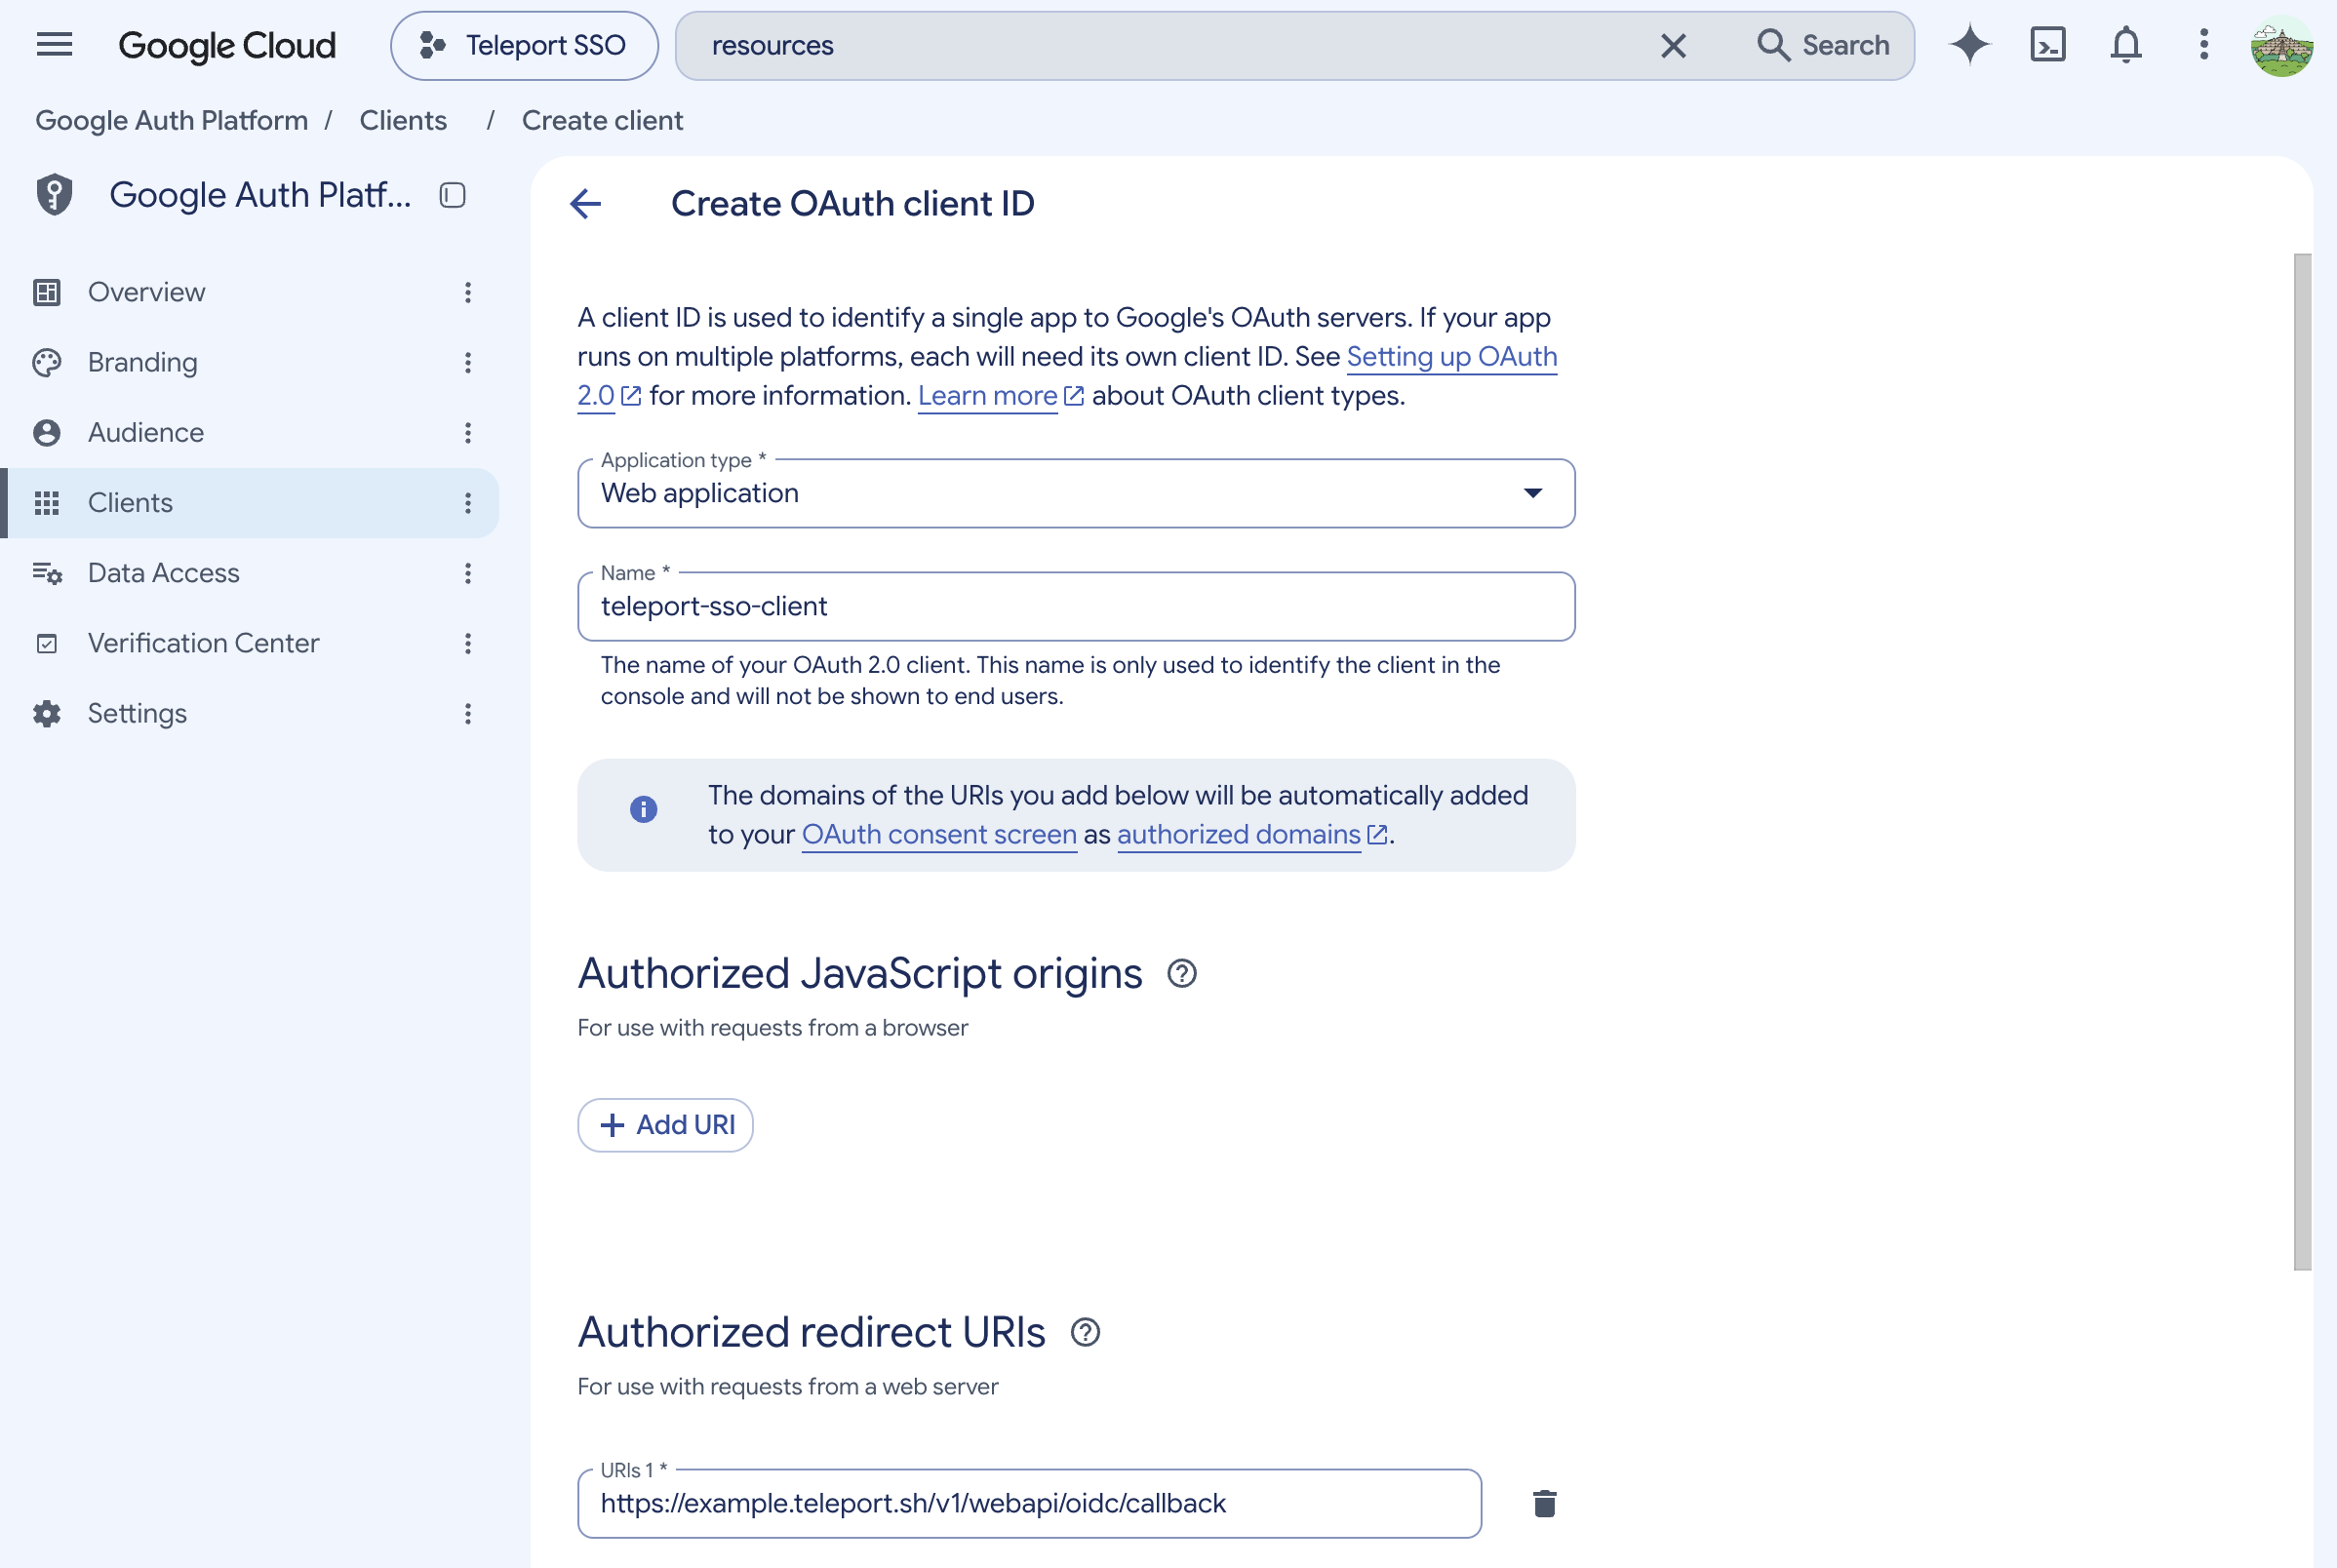 Google Cloud
Teleport SSO
resources
Search
Google Auth Platform / Clients / Create client
Google Auth Platf...
Overview
Branding
Audience
Clients
Data Access
Verification Center
Settings
Create OAuth client ID
A client ID is used to identify a single app to Google's OAuth servers. If your app
runs on multiple platforms, each will need its own client ID. See Setting up OAuth
2.0 for more information. Learn more about OAuth client types.
Application type *
Web application
Name *
teleport-sso-client
The name of your OAuth 2.0 client. This name is only used to identify the client in the
console and will not be shown to end users.
The domains of the URIs you add below will be automatically added
to your OAuth consent screen as authorized domains.
Authorized JavaScript origins
For use with requests from a browser
+ Add URI
Authorized redirect URIs
For use with requests from a web server
URIs 1 *
https://example.teleport.sh/v1/webapi/oidc/callback